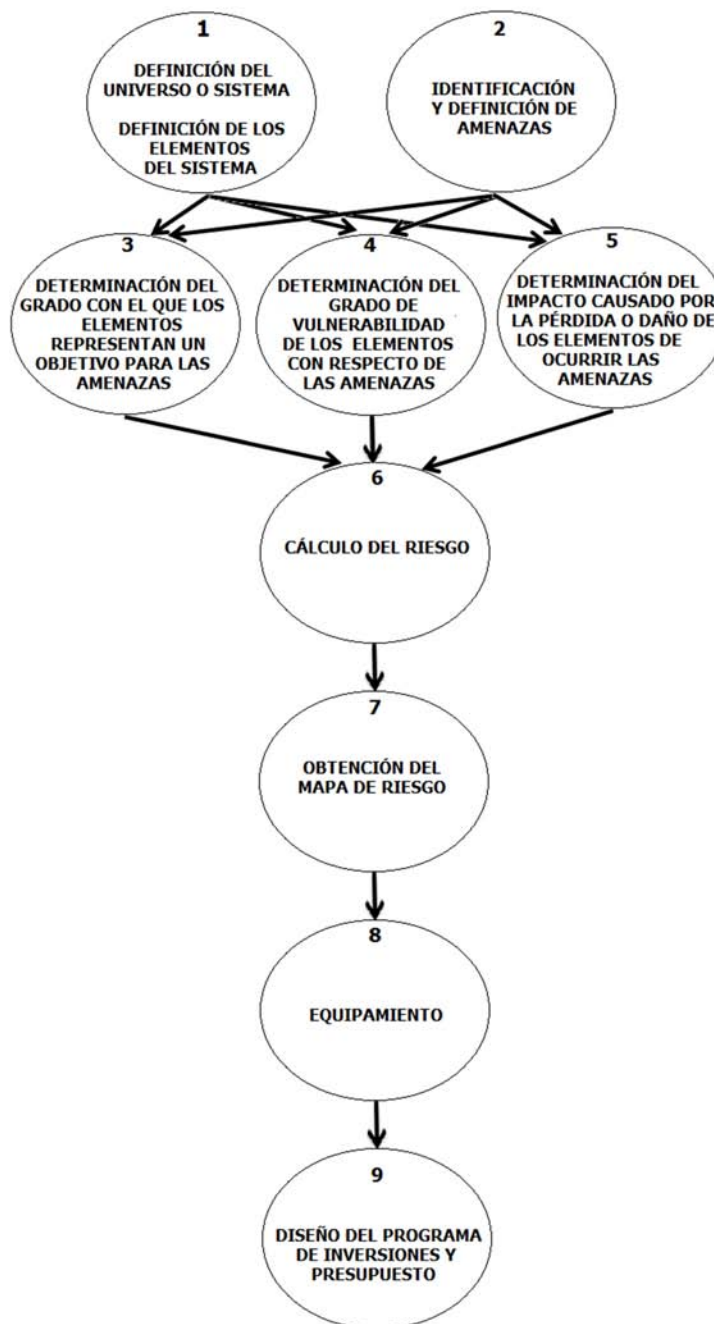 1
DEFINICIÓN DEL
UNIVERSO O SISTEMA
DEFINICIÓN DE LOS
ELEMENTOS
DEL SISTEMA
2
IDENTIFICACIÓN
Y DEFINICIÓN DE
AMENAZAS
3
DETERMINACIÓN DEL
GRADO CON EL QUE LOS
ELEMENTOS
REPRESENTAN UN
OBJETIVO PARA LAS
AMENAZAS
4
DETERMINACIÓN DEL
GRADO DE
VULNERABILIDAD
DE LOS ELEMENTOS
CON RESPECTO DE
LAS AMENAZAS
5
DETERMINACIÓN DEL
IMPACTO CAUSADO POR
LA PÉRDIDA O DAÑO DE
LOS ELEMENTOS DE
OCURRIR LAS
AMENAZAS
6
CÁLCULO DEL RIESGO
7
OBTENCIÓN DEL
MAPA DE RIESGO
8
EQUIPAMIENTO
9
DISEÑO DEL PROGRAMA
DE INVERSIONES Y
PRESUPUESTO